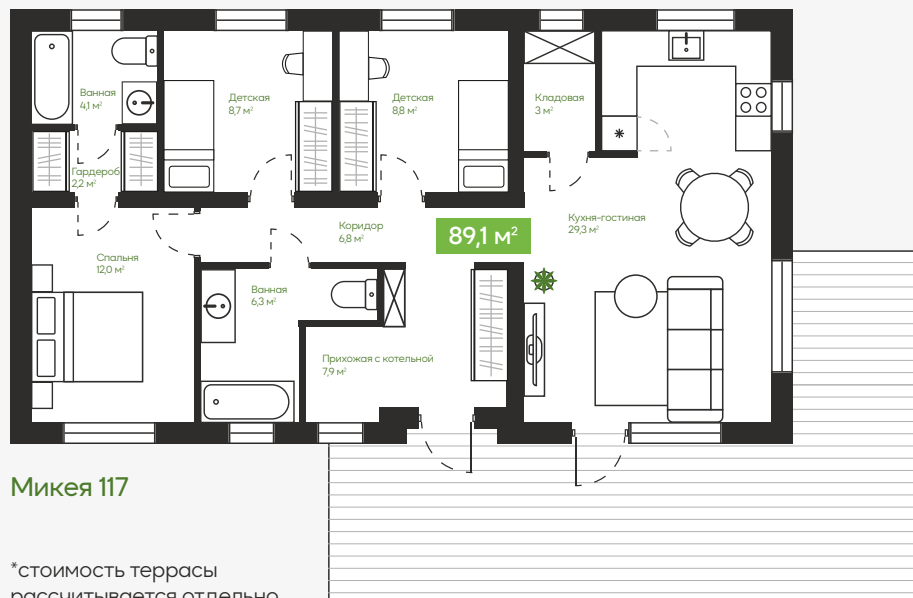 Ванная
4,1 м²
Детская
8,7 м²
Детская
8,8 м²
Кладовая
3 м²
Гардероб
2,2 м²
Коридор
6,8 м²
89,1 м²
Кухня-гостиная
29,3 м²
Спальня
12,0 м²
Ванная
6,3 м²
Прихожая с котельной
7,9 м²
Микея 117
*стоимость террасы
рассчитывается отдельно